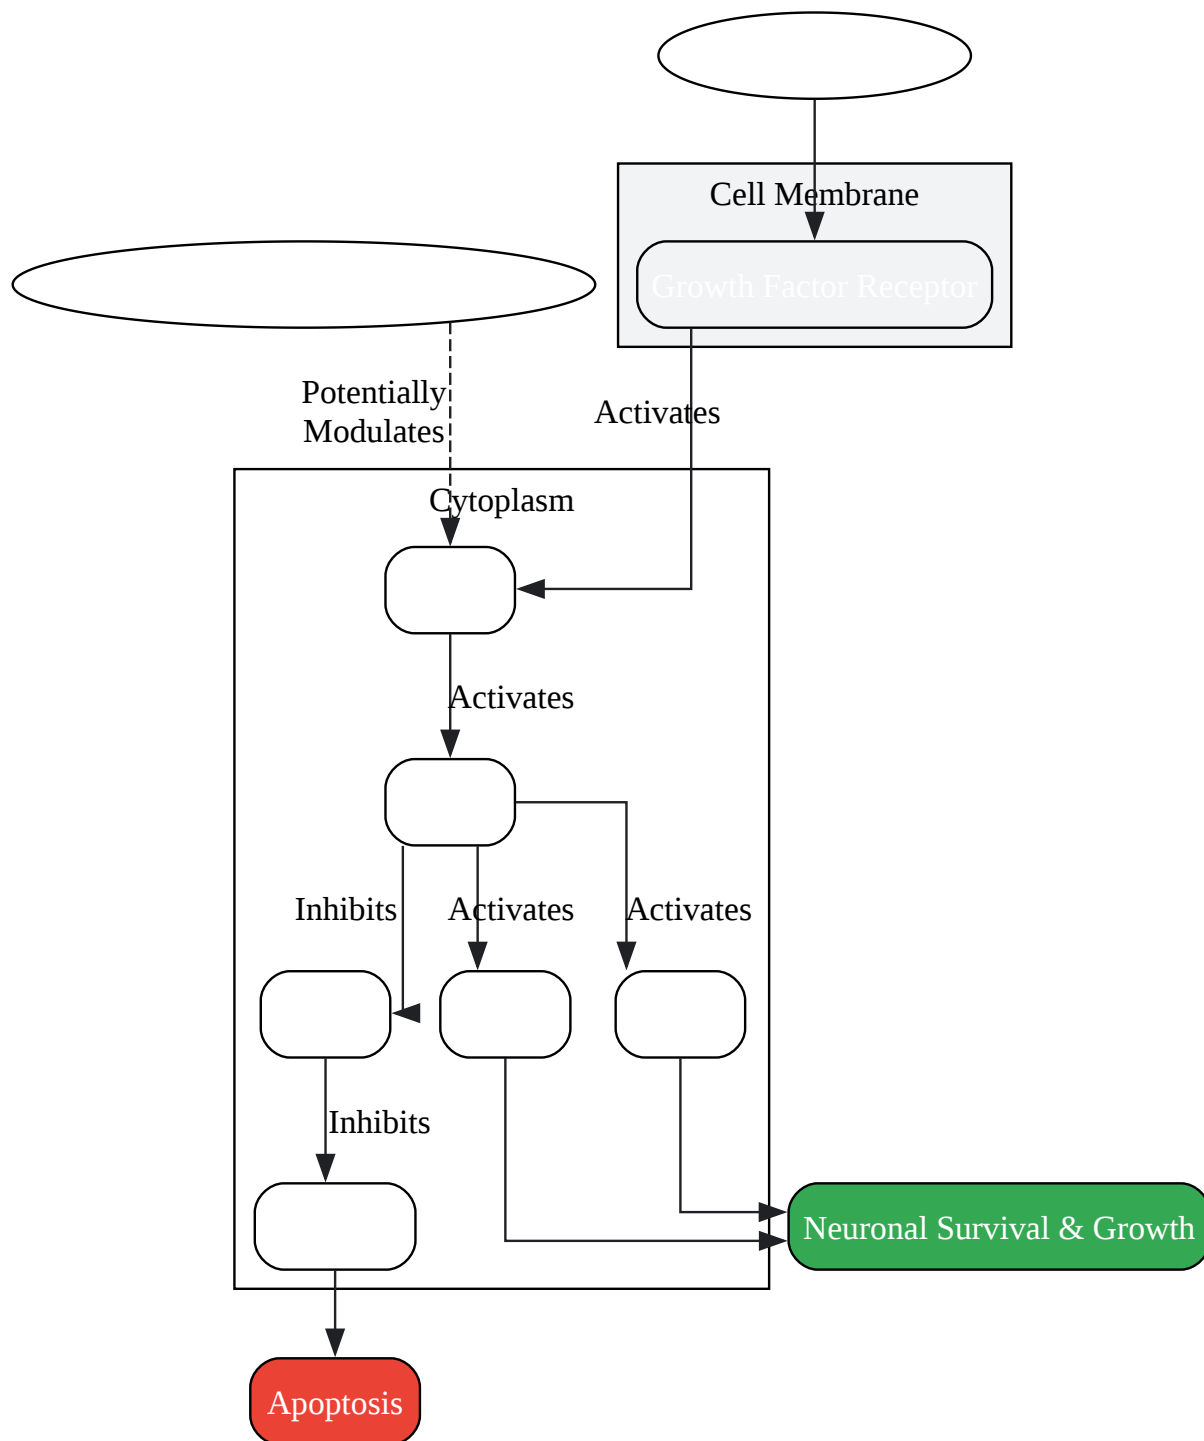 Cell Membrane
Growth Factor Receptor
Potentially
Modulates
Activates
Cytoplasm
Activates
Inhibits
Activates
Activates
Inhibits
Neuronal Survival & Growth
Apoptosis